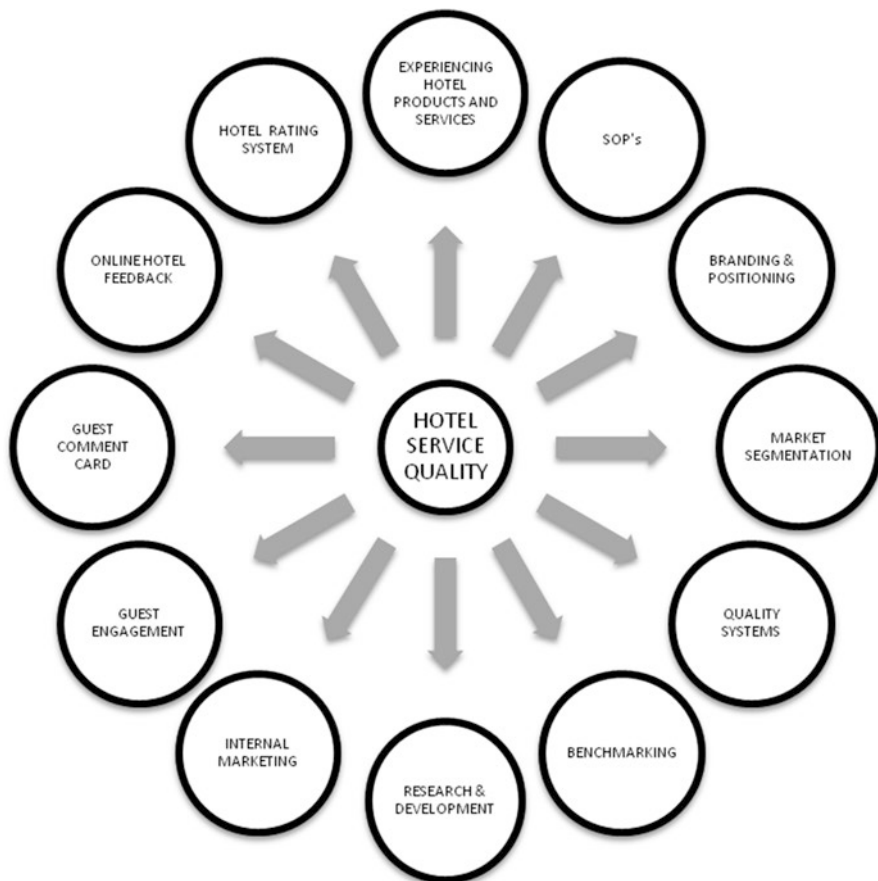 EXPERIENCING
HOTEL
PRODUCTS AND
SERVICES
SOP's
BRANDING &
POSITIONING
MARKET
SEGMENTATION
QUALITY
SYSTEMS
BENCHMARKING
RESEARCH &
DEVELOPMENT
INTERNAL
MARKETING
GUEST
ENGAGEMENT
GUEST
COMMENT
CARD
ONLINE HOTEL
FEEDBACK
HOTEL RATING
SYSTEM
HOTEL
SERVICE
QUALITY